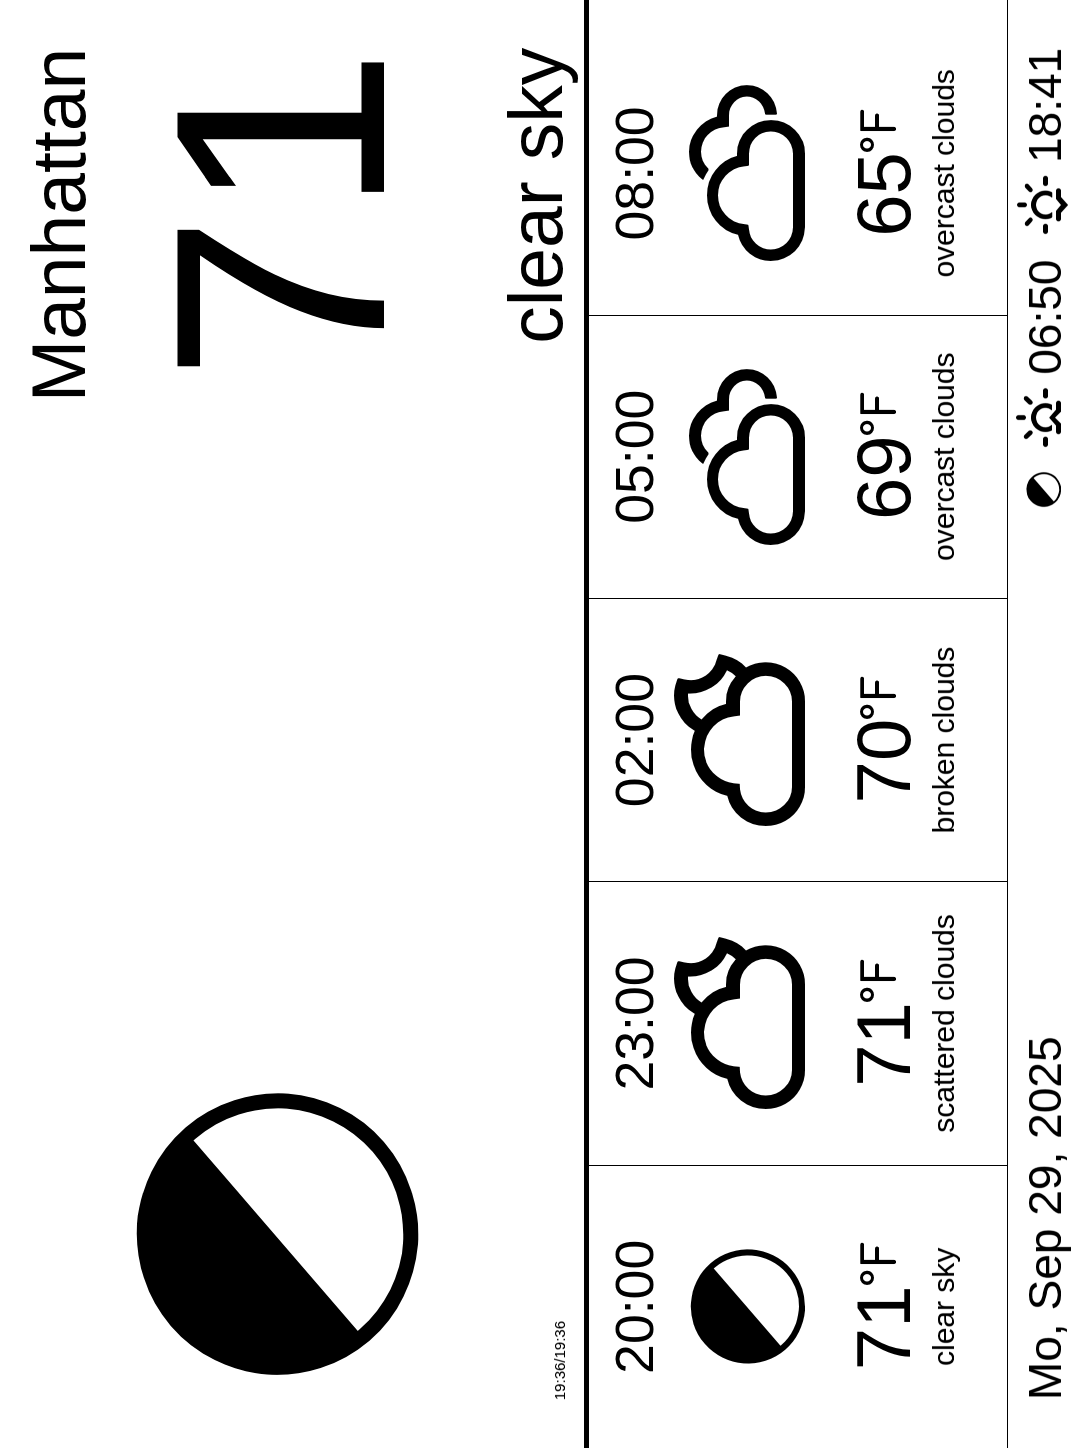 Manhattan
71
clear sky
19:36/19:36
20:00 23:00 02:00 05:00 08:00
71°F 71°F 70°F 69°F 65°F
clear sky scattered clouds broken clouds overcast clouds overcast clouds
Mo, Sep 29, 2025 06:50 18:41